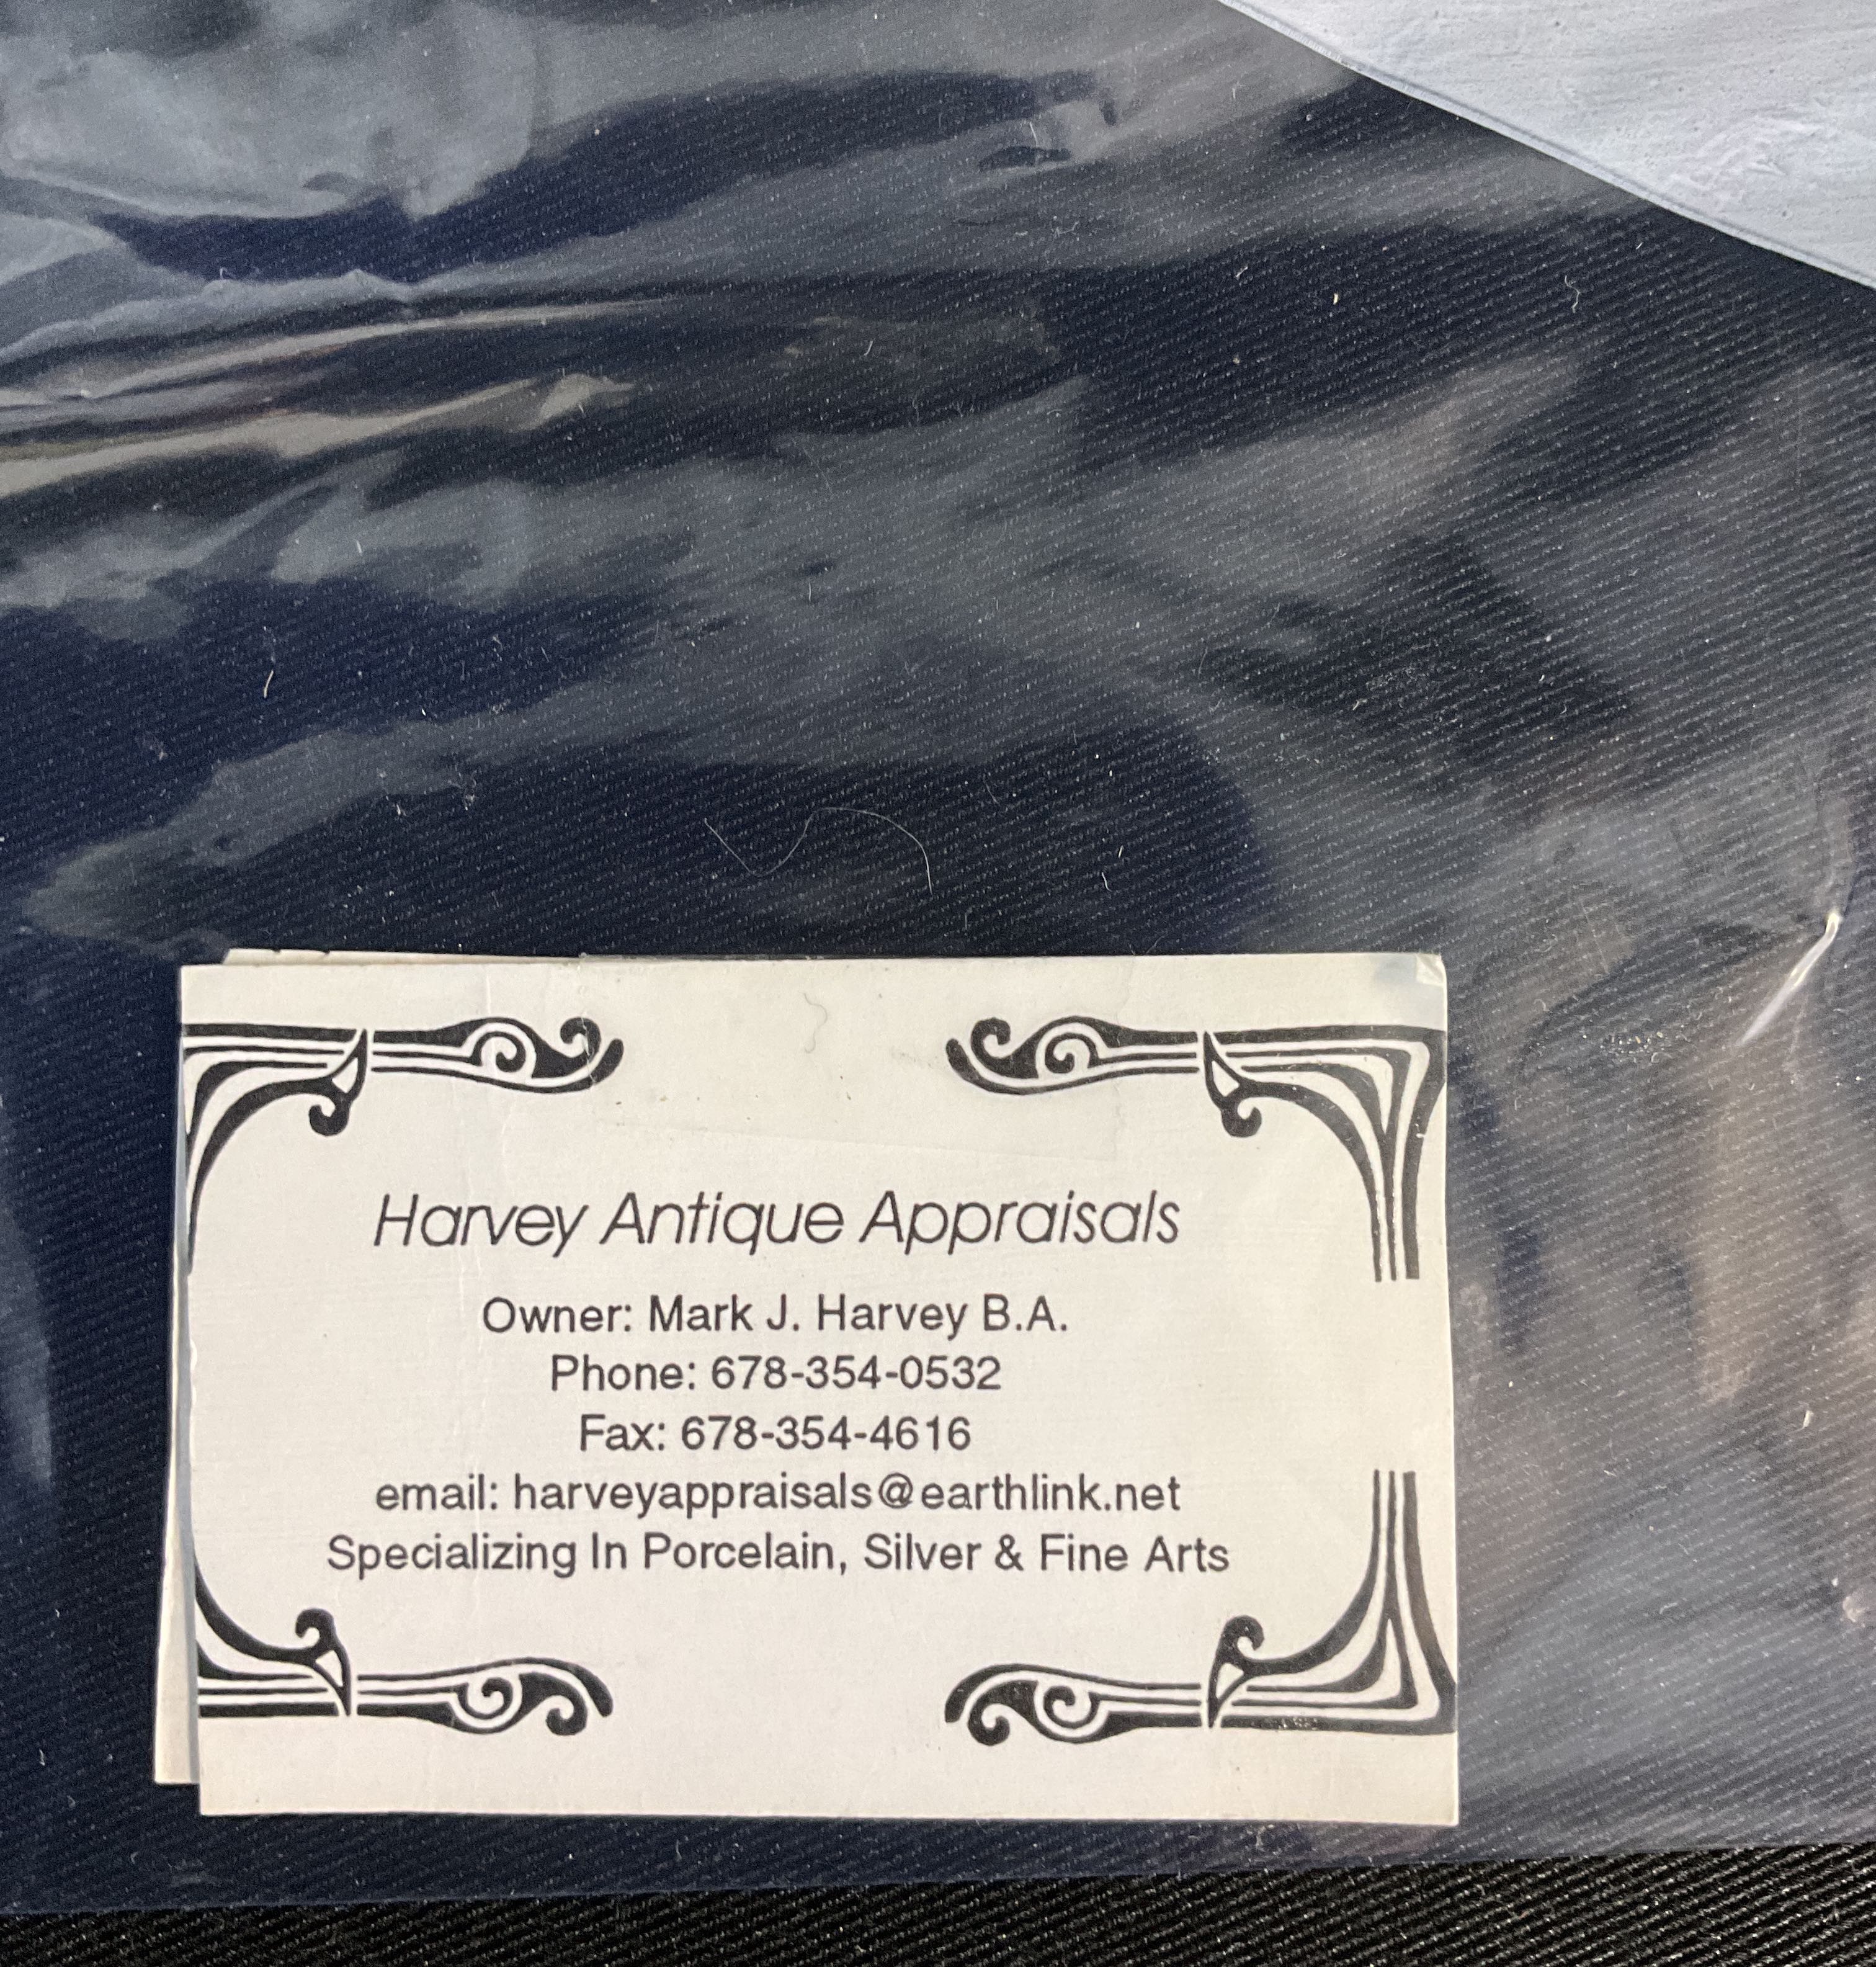 Harvey Antique Appraisals
Owner: Mark J. Harvey B.A.
Phone: 678-354-0532
Fax: 678-354-4616
email: harveyappraisals@earthlink.net
Specializing In Porcelain, Silver & Fine Arts